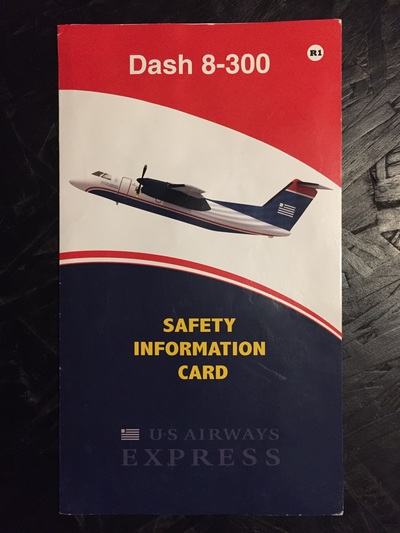 Dash 8-300
R1
SAFETY
INFORMATION
CARD
U·S AIRWAYS
EXPRESS